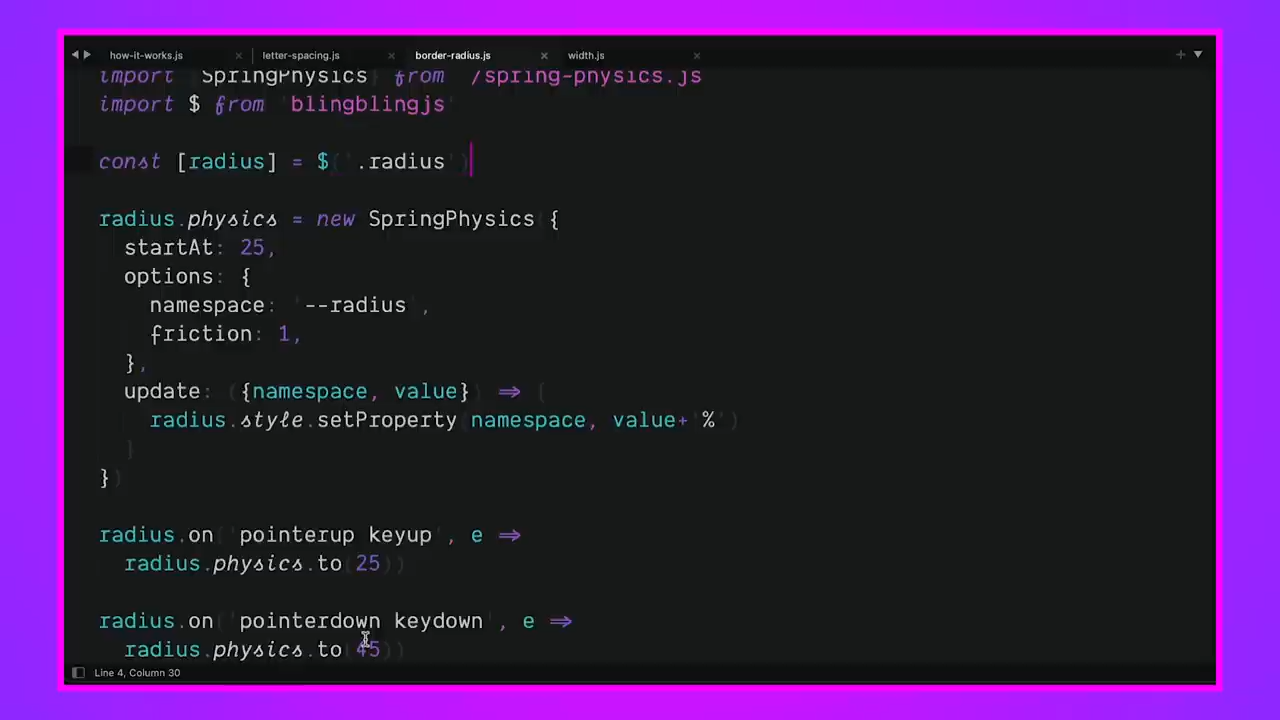 how-it-works.js × letter-spacing.js × border-radius.js × width.js × +
import {SpringPhysics} from './spring-physics.js
import $ from 'blingblingjs'
const [radius] = $('.radius')
radius.physics = new SpringPhysics({
startAt: 25,
options: {
namespace: '--radius',
friction: 1,
},
update: ({namespace, value}) => {
radius.style.setProperty(namespace, value+'%')
}
})
radius.on('pointerup keyup', e =>
radius.physics.to(25))
radius.on('pointerdown keydown', e =>
radius.physics.to(45))
Line 4, Column 30